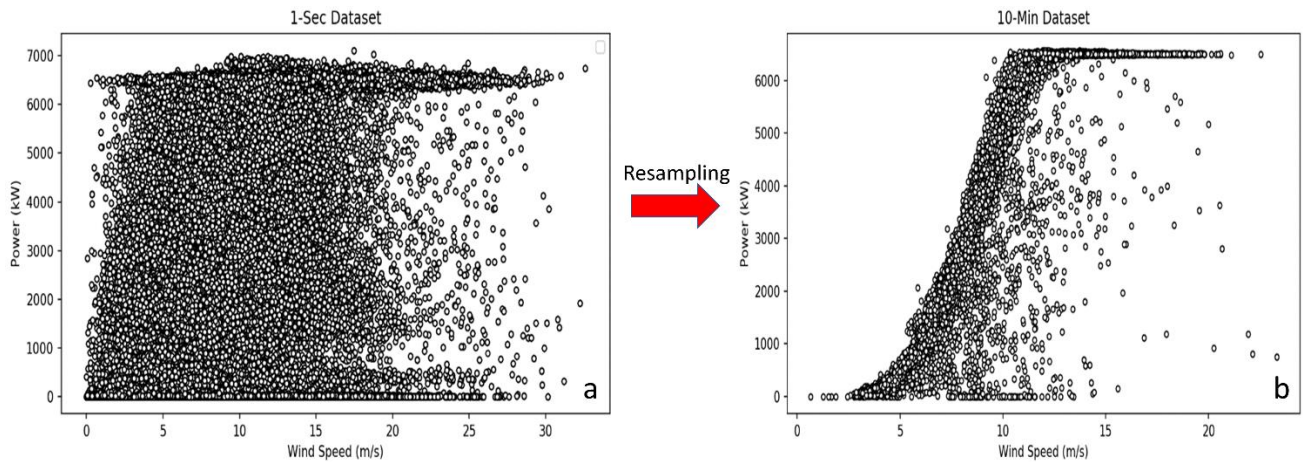 1-Sec Dataset
7000
6000
5000
4000
3000
2000
1000
0
Power (kW)
0 5 10 15 20 25 30
Wind Speed (m/s)
a
Resampling
10-Min Dataset
6000
5000
4000
3000
2000
1000
0
Power (kW)
0 5 10 15 20
Wind Speed (m/s)
b